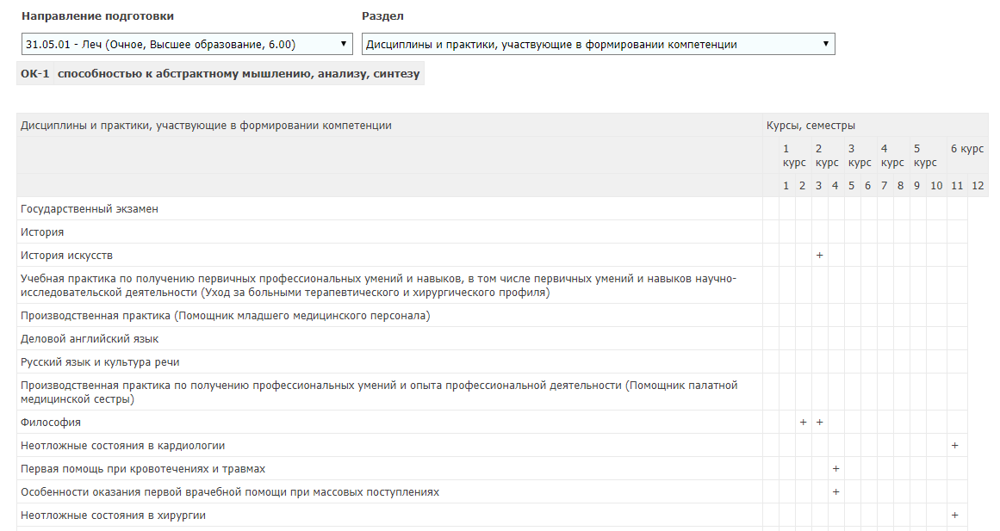 Направление подготовки Раздел
31.05.01 - Леч (Очное, Высшее образование, 6.00) Дисциплины и практики, участвующие в формировании компетенции
ОК-1 способностью к абстрактному мышлению, анализу, синтезу
Дисциплины и практики, участвующие в формировании компетенции Курсы, семестры
1 2 3 4 5 6 курс
курс курс курс курс курс
1 2 3 4 5 6 7 8 9 10 11 12
Государственный экзамен
История
История искусств +
Учебная практика по получению первичных профессиональных умений и навыков, в том числе первичных умений и навыков научно-
исследовательской деятельности (Уход за больными терапевтического и хирургического профиля)
Производственная практика (Помощник младшего медицинского персонала)
Деловой английский язык
Русский язык и культура речи
Производственная практика по получению профессиональных умений и опыта профессиональной деятельности (Помощник палатной
медицинской сестры)
Философия + +
Неотложные состояния в кардиологии +
Первая помощь при кровотечениях и травмах +
Особенности оказания первой врачебной помощи при массовых поступлениях +
Неотложные состояния в хирургии +